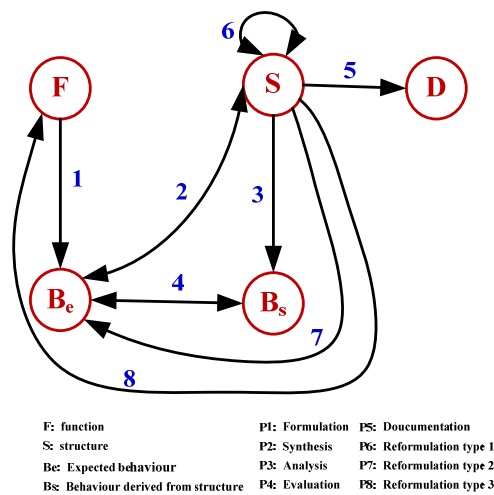 6
F
S
5
D
1
2
3
Be
4
Bs
7
8
F: function
S: structure
Be: Expected behaviour
Bs: Behaviour derived from structure
P1: Formulation
P2: Synthesis
P3: Analysis
P4: Evaluation
P5: Doucumentation
P6: Reformulation type 1
P7: Reformulation type 2
P8: Reformulation type 3